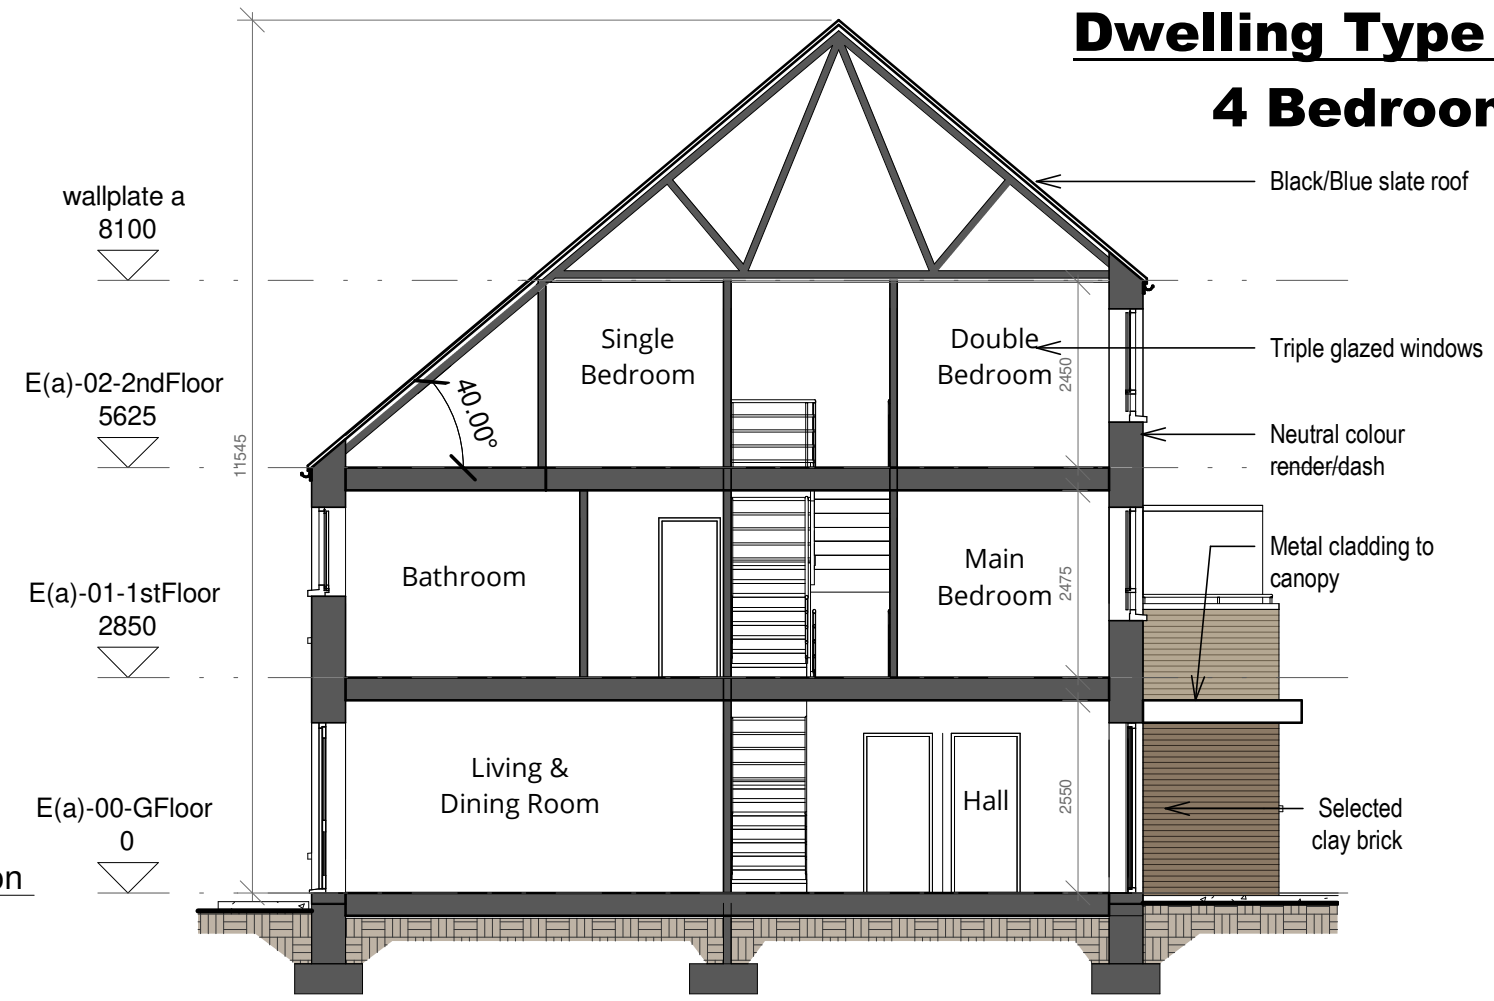 Dwelling Type
4 Bedroom
Black/Blue slate roof
wallplate a
8100
Single
Bedroom
Double
Bedroom
2450
Triple glazed windows
E(a)-02-2ndFloor
5625
40.00°
11545
Neutral colour
render/dash
Bathroom
Main
Bedroom
2475
Metal cladding to
canopy
E(a)-01-1stFloor
2850
Living &
Dining Room
Hall
2550
E(a)-00-GFloor
0
Selected
clay brick
on